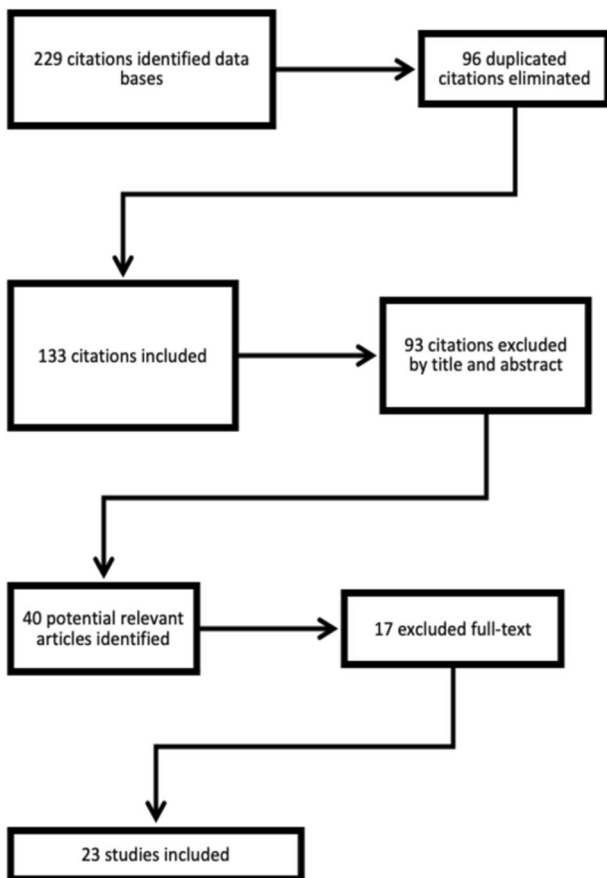 229 citations identified data
bases
96 duplicated
citations eliminated
133 citations included
93 citations excluded
by title and abstract
40 potential relevant
articles identified
17 excluded full-text
23 studies included